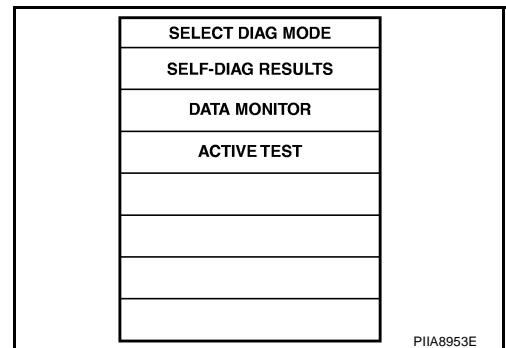 SELECT DIAG MODE
SELF-DIAG RESULTS
DATA MONITOR
ACTIVE TEST
PIIA8953E